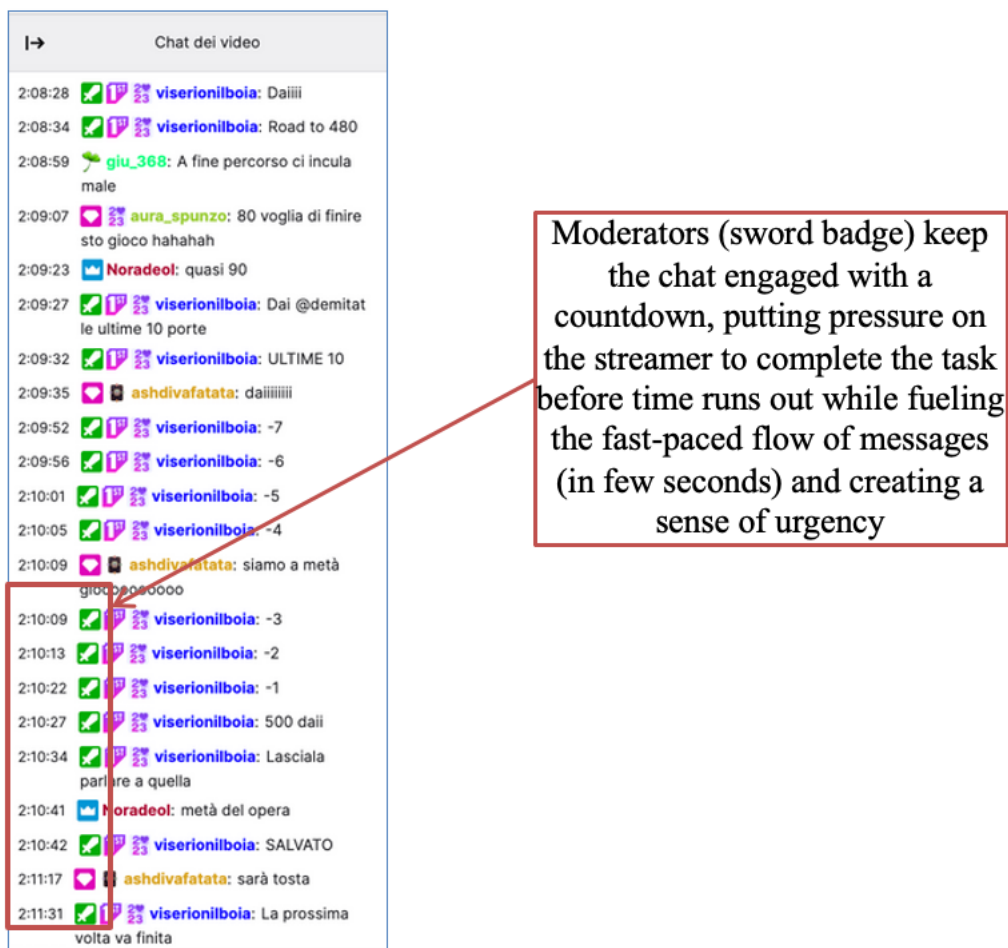 Chat dei video
2:08:28 viserionilboia: Daiiii
2:08:34 viserionilboia: Road to 480
2:08:59 giu_368: A fine percorso ci incula
male
2:09:07 aura_spunzo: 80 voglia di finire
sto gioco hahahah
2:09:23 Noradeol: quasi 90
2:09:27 viserionilboia: Dai @demitat
le ultime 10 porte
2:09:32 viserionilboia: ULTIME 10
2:09:35 ashdivafatata: daiiiiiiiii
2:09:52 viserionilboia: -7
2:09:56 viserionilboia: -6
2:10:01 viserionilboia: -5
2:10:05 viserionilboia: -4
2:10:09 ashdivafatata: siamo a metà
giocooooooooo
2:10:09 viserionilboia: -3
2:10:13 viserionilboia: -2
2:10:22 viserionilboia: -1
2:10:27 viserionilboia: 500 daii
2:10:34 viserionilboia: Lasciala
parlare a quella
2:10:41 Noradeol: metà del opera
2:10:42 viserionilboia: SALVATO
2:11:17 ashdivafatata: sarà tosta
2:11:31 viserionilboia: La prossima
volta va finita
Moderators (sword badge) keep
the chat engaged with a
countdown, putting pressure on
the streamer to complete the task
before time runs out while fueling
the fast-paced flow of messages
(in few seconds) and creating a
sense of urgency